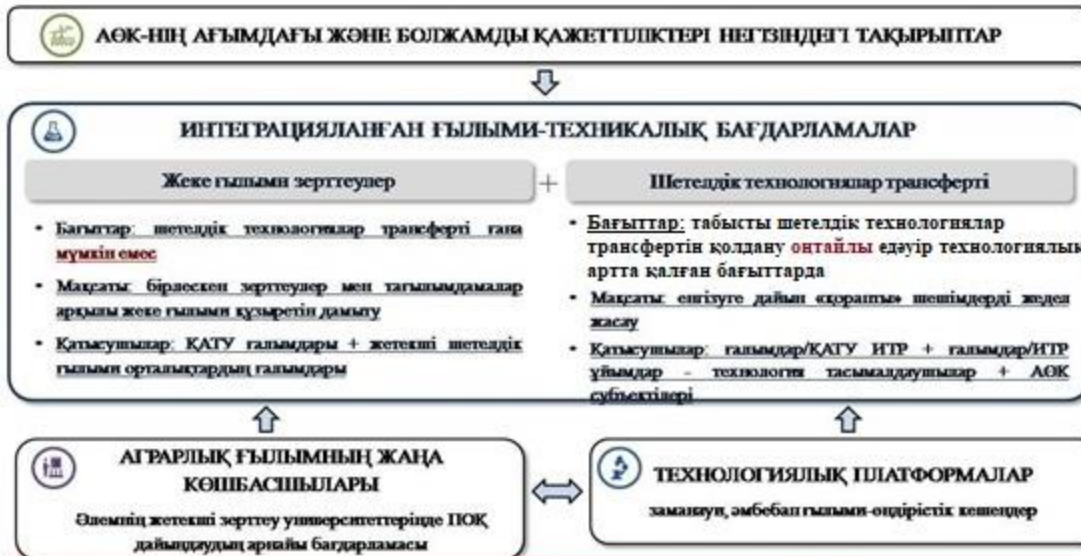 АӨК-НІҢ АҒЫМДАҒЫ ЖӘНЕ БОЛЖАМДЫ ҚАЖЕТТІЛІКТЕРІ НЕГІЗІНДЕГІ ТАҚЫРЫПТАР
ИНТЕГРАЦИЯЛАНҒАН ҒЫЛЫМИ-ТЕХНИКАЛЫҚ БАҒДАРЛАМАЛАР
Жеке ғылыми зерттеулер
• Бағыттар: шетелдік технологиялар трансферті ғана
мүмкін емес
• Мақсаты: бірлескен зерттеулер мен тағылымдамалар
арқылы жеке ғылыми құзыретін дамыту
• Қатысушылар: ҚАТУ ғалымдары + жетекші шетелдік
ғылыми орталықтардың ғалымдары
+
Шетелдік технологиялар трансферті
• Бағыттар: табысты шетелдік технологиялар
трансфертін қолдану оңтайлы едәуір технологиялық
артта қалған бағыттарда
• Мақсаты: енгізуге дайын «қорапты» шешімдерді жедел
жасау
• Қатысушылар: ғалымдар/ҚАТУ ИТР + ғалымдар/ИТР
ұйымдар - технология тасымалдаушылар + АӨК
субъектілері
АГРАРЛЫҚ ҒЫЛЫМНЫҢ ЖАҢА
КӨШБАСШЫЛАРЫ
Әлемнің жетекші зерттеу университеттерінде ПОҚ
дайындаудың арнайы бағдарламасы
ТЕХНОЛОГИЯЛЫҚ ПЛАТФОРМАЛАР
заманауи, әмбебап ғылыми-өндірістік кешендер